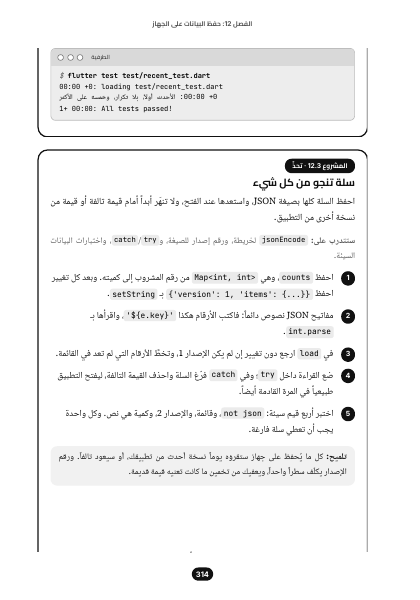 الفصل 12: حفظ البيانات على الجهاز
الطرفية
$ flutter test test/recent_test.dart
00:00 +0: loading test/recent_test.dart
00:00 +0: الأحدث أولا، بلا تكرار، وخمسة على الأكثر
00:00 +1: All tests passed!
المشروع 12.3 · تحدٍّ
سلة تنجو من كل شيء
احفظ السلة كلها بصيغة JSON، واستعدها عند الفتح، ولا تنهَر أبداً أمام قيمة تالفة أو قيمة من
نسخة أخرى من التطبيق.
ستتدرب على: jsonEncode لخريطة، ورقم إصدار للصيغة، و try/catch، واختبارات البيانات
السيئة.
1 احفظ counts، وهي Map<int, int> من رقم المشروب إلى كميته. وبعد كل تغيير
احفظ {'version': 1, 'items': {...}} بـ setString.
2 مفاتيح JSON نصوص دائماً: فاكتب الأرقام هكذا '${e.key}'، واقرأها بـ
int.parse.
3 في load ارجع دون تغيير إن لم يكن الإصدار 1، وتخطَّ الأرقام التي لم تعد في القائمة.
4 ضع القراءة داخل try؛ وفي catch فرّغ السلة واحذف القيمة التالفة، ليفتح التطبيق
طبيعياً في المرة القادمة أيضاً.
5 اختبر أربع قيم سيئة: not json، وقائمة، والإصدار 2، وكمية هي نص. وكل واحدة
يجب أن تعطي سلة فارغة.
تلميح: كل ما يُحفظ على جهاز ستقروه يوماً نسخة أحدث من تطبيقك، أو سيعود تالفاً. ورقم
الإصدار يكلّف سطراً واحداً، ويعفيك من تخمين ما كانت تعنيه قيمة قديمة.
314